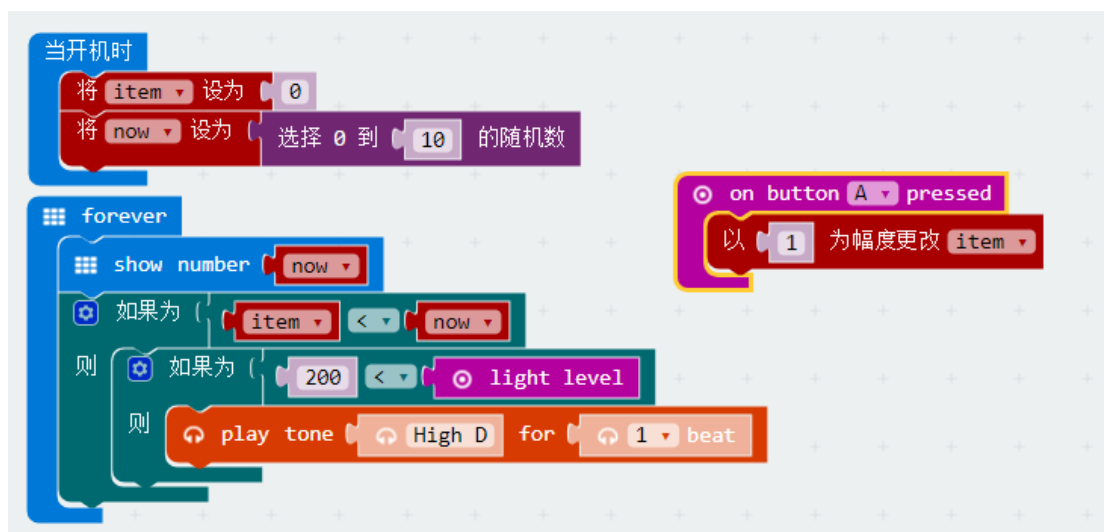 当开机时
将 item 设为 0
将 now 设为 选择 0 到 10 的随机数
on button A pressed
以 1 为幅度更改 item
forever
show number now
如果为 item < now
则 如果为 200 < light level
则 play tone High D for 1 beat